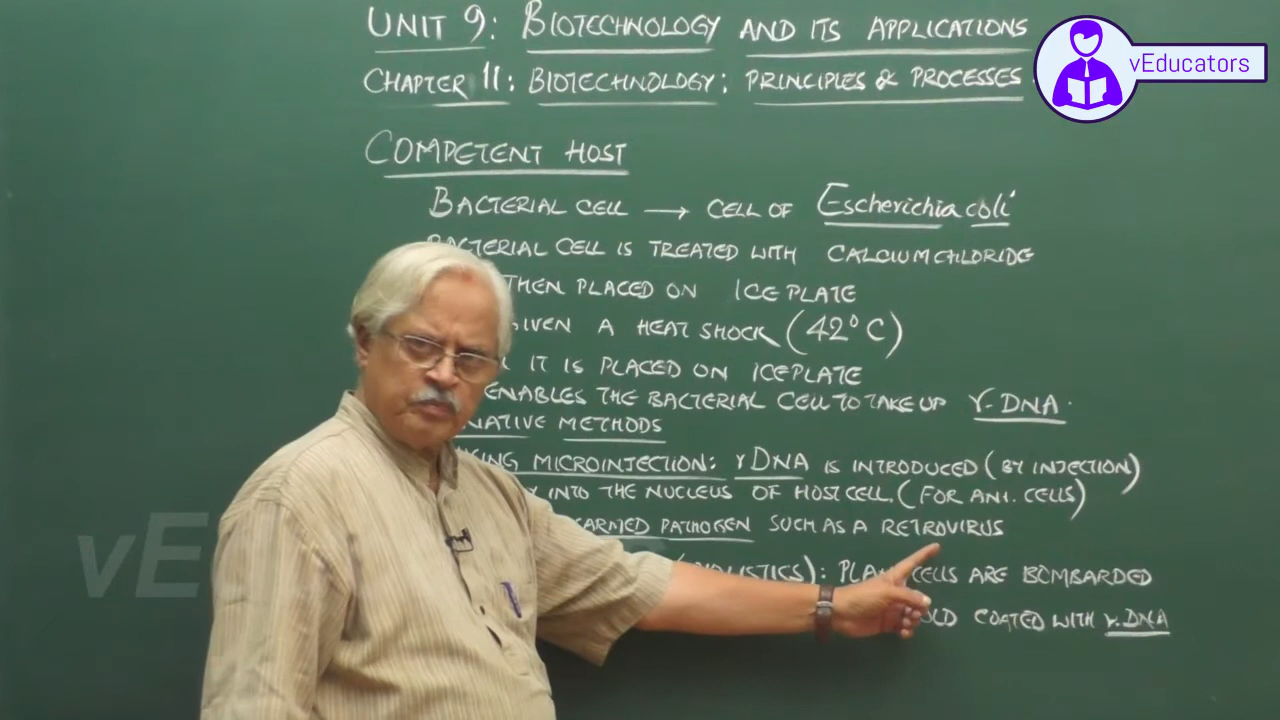 UNIT 9: BIOTECHNOLOGY AND ITS APPLICATIONS
vEducators
CHAPTER 11: BIOTECHNOLOGY: PRINCIPLES & PROCESSES
COMPETENT HOST
BACTERIAL CELL → CELL OF Escherichia coli
BACTERIAL CELL IS TREATED WITH CALCIUM CHLORIDE
THEN PLACED ON ICE PLATE
GIVEN A HEAT SHOCK (42°C)
IT IS PLACED ON ICEPLATE
ENABLES THE BACTERIAL CELL TO TAKE UP r-DNA.
METHODS
MICROINJECTION: rDNA IS INTRODUCED (BY INJECTION)
INTO THE NUCLEUS OF HOST CELL. (FOR ANI. CELLS)
PATHOGEN SUCH AS A RETROVIRUS
CELLS ARE BOMBARDED
COATED WITH r.DNA
vE